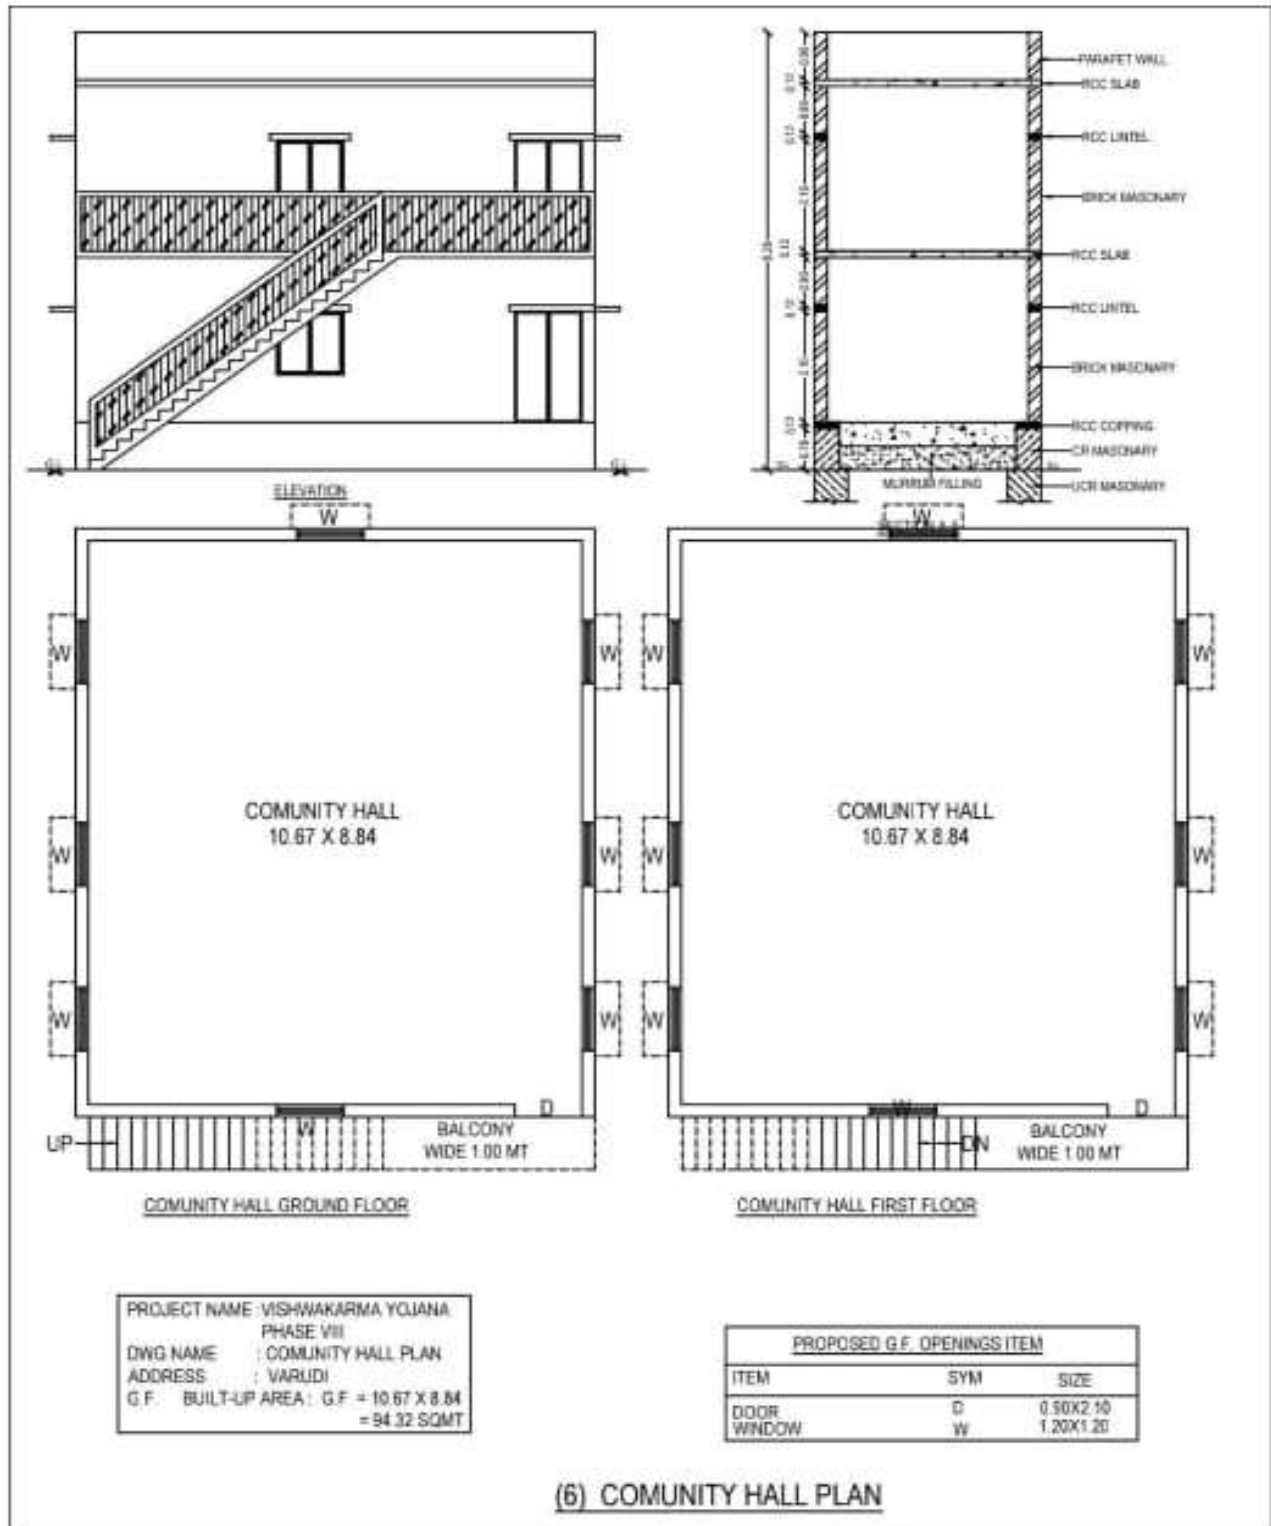 PARAPET WALL
RCC SLAB
RCC LINTEL
BRICK MASONARY
RCC SLAB
RCC LINTEL
BRICK MASONARY
RCC COPPING
CR MASONARY
UCR MASONARY
MURRUM FILLING
ELEVATION
W
W
W
W
W
W
COMUNITY HALL
10.67 X 8.84
COMUNITY HALL
10.67 X 8.84
W
W
W
W
W
W
W
W
W
D
W
D
UP
W
BALCONY
WIDE 1.00 MT
DN
BALCONY
WIDE 1.00 MT
COMUNITY HALL GROUND FLOOR
COMUNITY HALL FIRST FLOOR
PROJECT NAME : VISHWAKARMA YOJANA
PHASE VIII
DWG NAME : COMUNITY HALL PLAN
ADDRESS : VARUDI
G.F. BUILT-UP AREA : G.F = 10.67 X 8.84
= 94.32 SQMT
PROPOSED G.F. OPENINGS ITEM
ITEM SYM SIZE
DOOR D 0.90X2.10
WINDOW W 1.20X1.20
(6) COMUNITY HALL PLAN